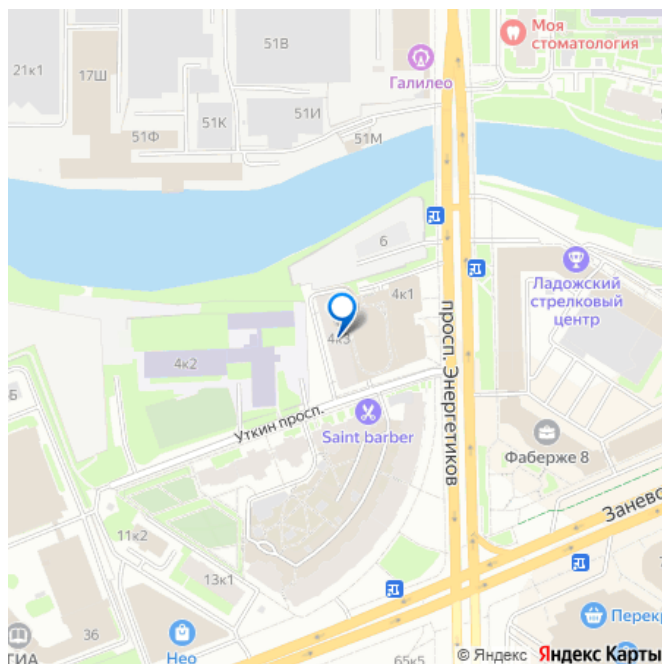 51В
Моя
стоматология
21к1
17Ш
Галилео
51И
51К
51Ф
51М
6
Ладожский
стрелковый
центр
4к1
4к3
просп. Энергетиков
4к2
Б
Уткин просп.
Saint barber
Фаберже 8
Заневс
11к2
13к1
36
ГИА
Нео
65к5
Перекр
© Яндекс Яндекс Карты